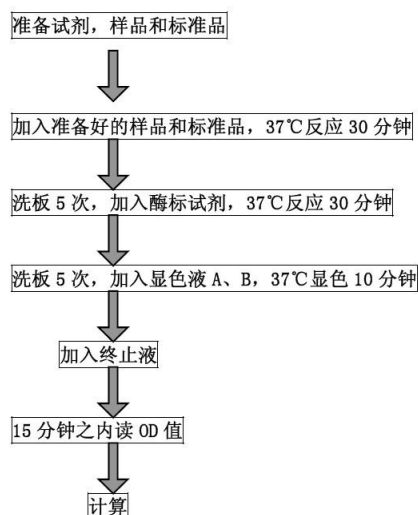 准备试剂，样品和标准品
加入准备好的样品和标准品，37℃反应 30 分钟
洗板 5 次，加入酶标试剂，37℃反应 30 分钟
洗板 5 次，加入显色液 A、B，37℃显色 10 分钟
加入终止液
15 分钟之内读 OD 值
计算